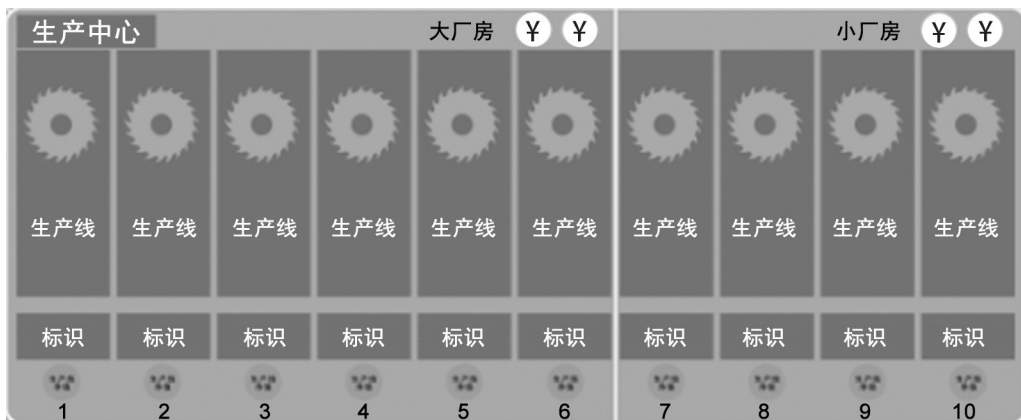 生产中心 大厂房 ¥ ¥ 小厂房 ¥ ¥
生产线 生产线 生产线 生产线 生产线 生产线 生产线 生产线 生产线 生产线
标识 标识 标识 标识 标识 标识 标识 标识 标识 标识
1 2 3 4 5 6 7 8 9 10